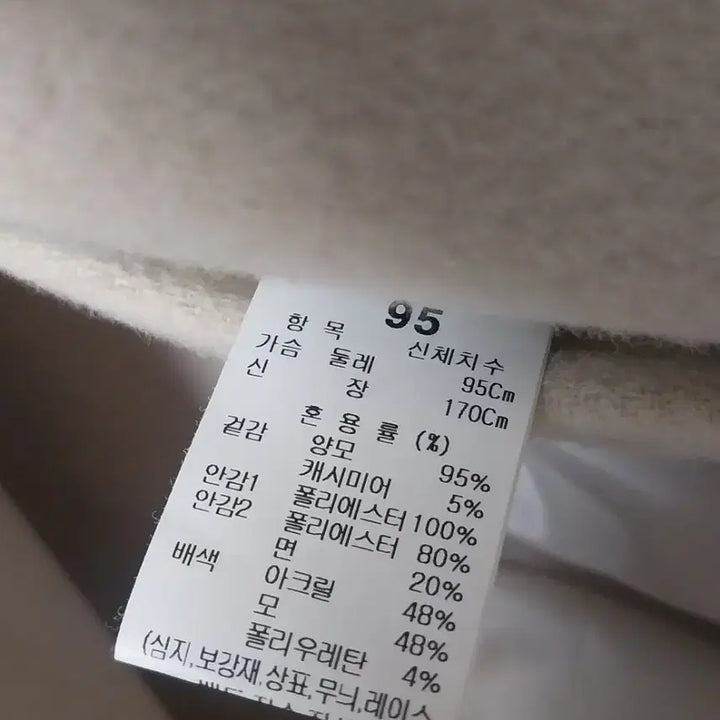 95
항 목 신체치수
가슴 둘레 95Cm
신 장 170Cm
혼 용 률 (%)
겉감 양모 95%
캐시미어 5%
안감1 폴리에스터 100%
안감2 폴리에스터 80%
면 20%
배색 아크릴 48%
모 48%
폴리우레탄 4%
(심지,보강재,상표,무늬,레이스